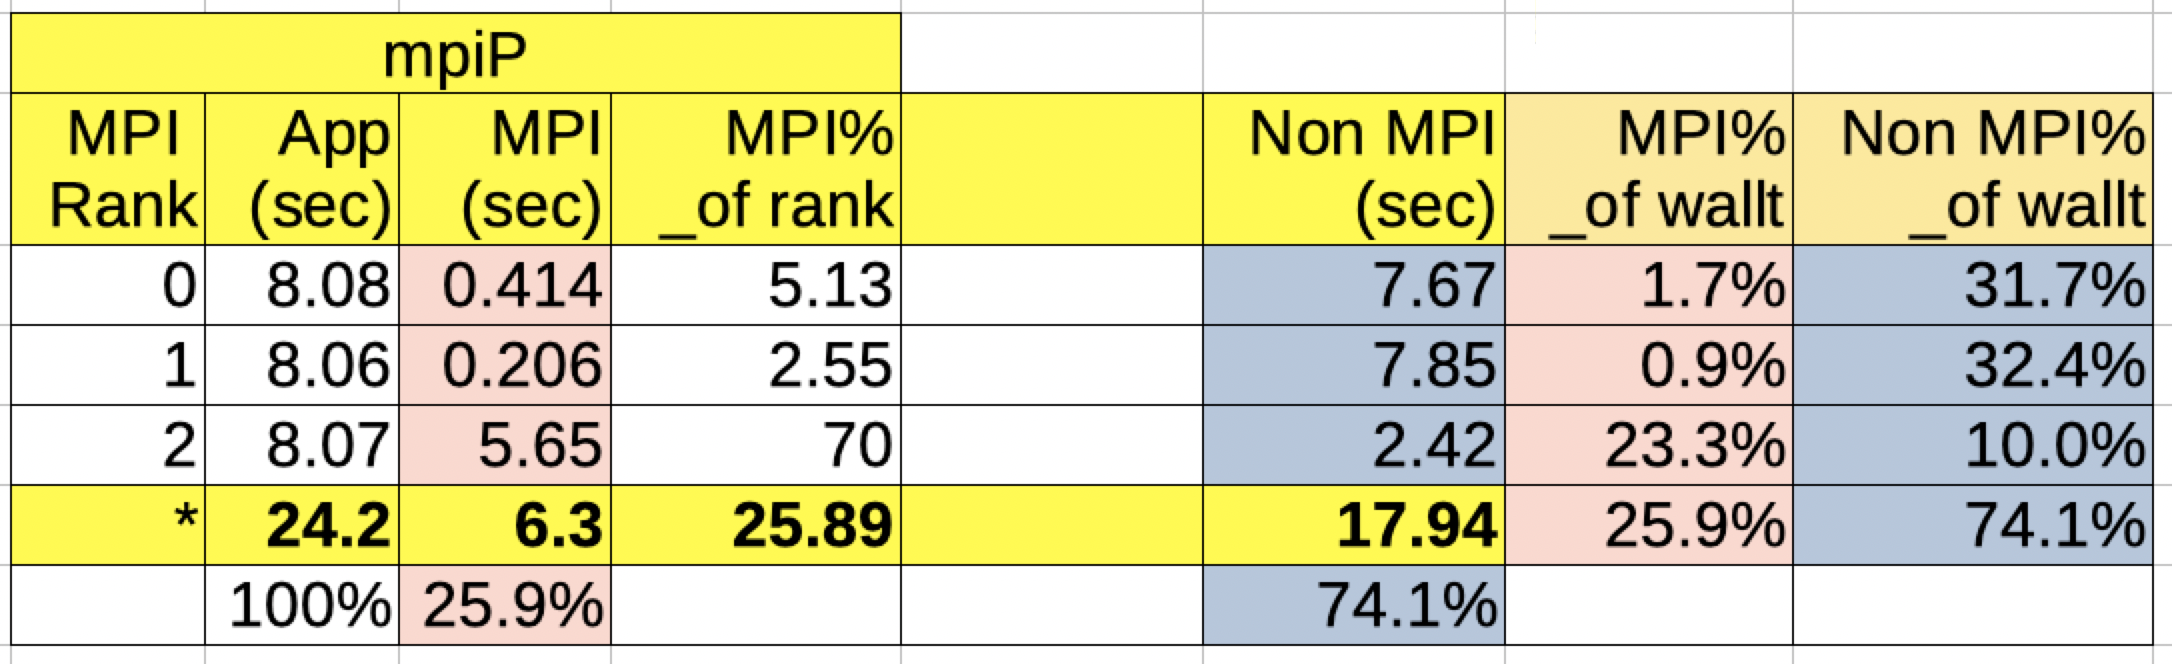 mpiP
MPI Rank App (sec) MPI (sec) MPI% _of rank Non MPI (sec) MPI% _of wallt Non MPI% _of wallt
0 8.08 0.414 5.13 7.67 1.7% 31.7%
1 8.06 0.206 2.55 7.85 0.9% 32.4%
2 8.07 5.65 70 2.42 23.3% 10.0%
* 24.2 6.3 25.89 17.94 25.9% 74.1%
100% 25.9% 74.1%